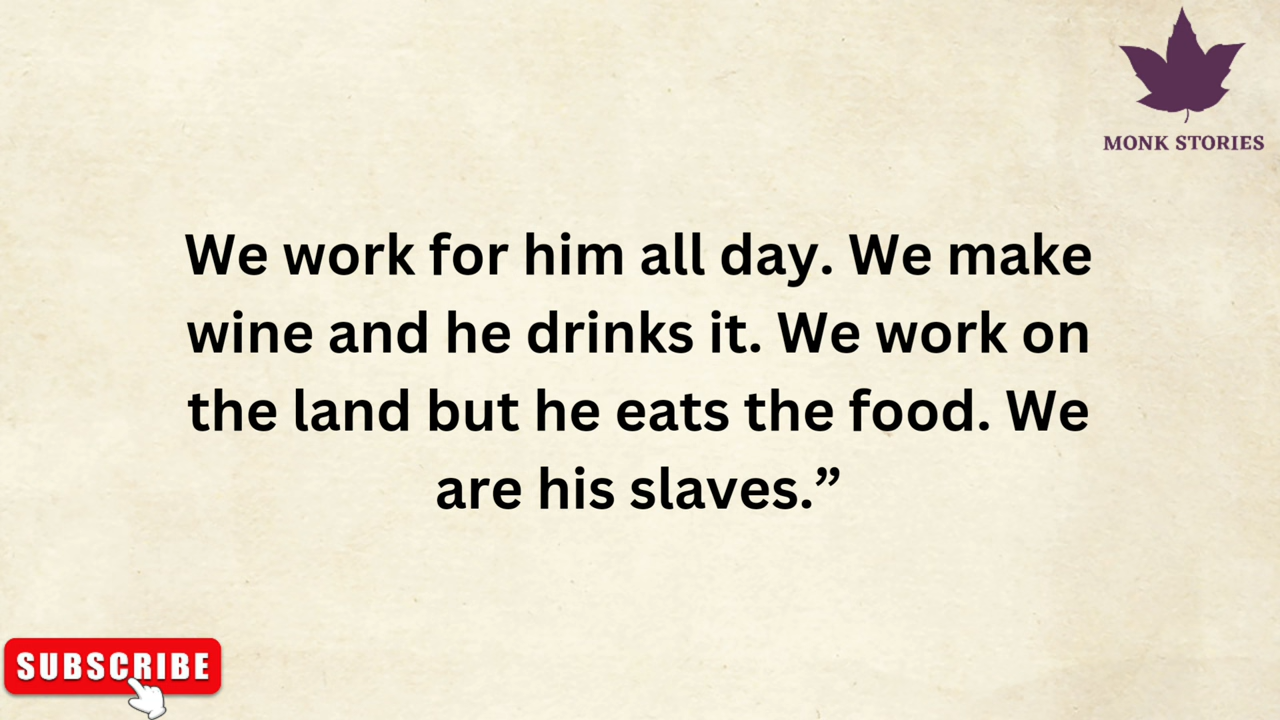 MONK STORIES
We work for him all day. We make
wine and he drinks it. We work on
the land but he eats the food. We
are his slaves.”
SUBSCRIBE